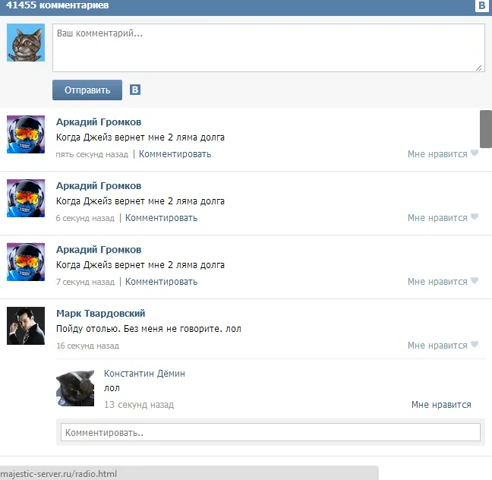 41455 комментариев
B
Ваш комментарий...
Отправить B
Аркадий Громков
Когда Джейз вернет мне 2 ляма долга
пять секунд назад | Комментировать Мне нравится
Аркадий Громков
Когда Джейз вернет мне 2 ляма долга
6 секунд назад | Комментировать Мне нравится
Аркадий Громков
Когда Джейз вернет мне 2 ляма долга
7 секунд назад | Комментировать Мне нравится
Марк Твардовский
Пойду отолью. Без меня не говорите. лол
16 секунд назад Мне нравится
Константин Дёмин
лол
13 секунд назад Мне нравится
Комментировать..
majestic-server.ru/radio.html